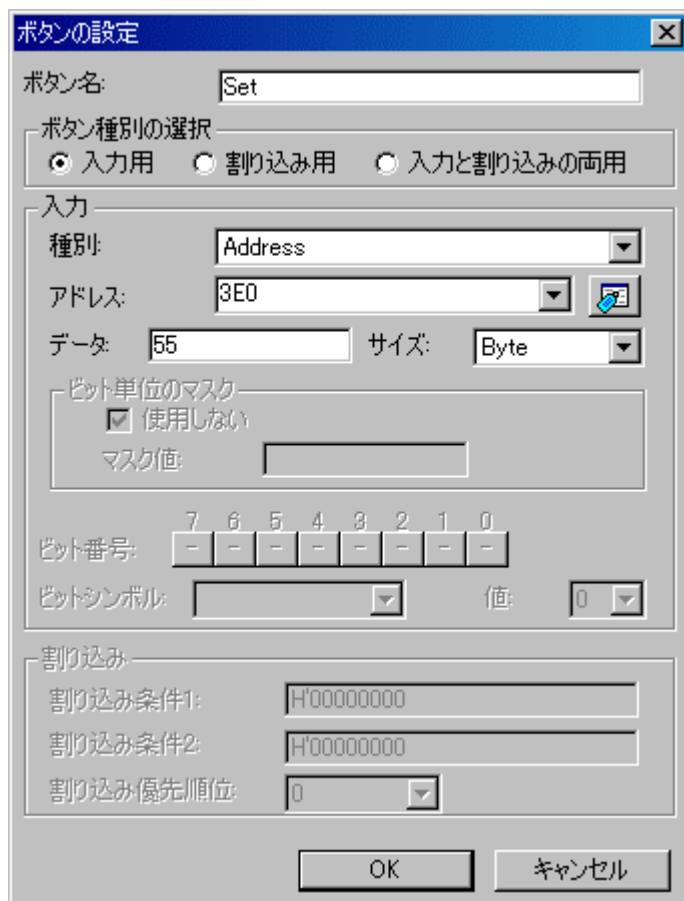 ボタンの設定
ボタン名: Set
ボタン種別の選択
入力用 割り込み用 入力と割り込みの両用
入力
種別: Address
アドレス: 3E0
データ: 55 サイズ: Byte
ビット単位のマスク
使用しない
マスク値:
7 6 5 4 3 2 1 0
ビット番号: - - - - - - - -
ビットシンボル: 値: 0
割り込み
割り込み条件1: H'00000000
割り込み条件2: H'00000000
割り込み優先順位: 0
OK キャンセル